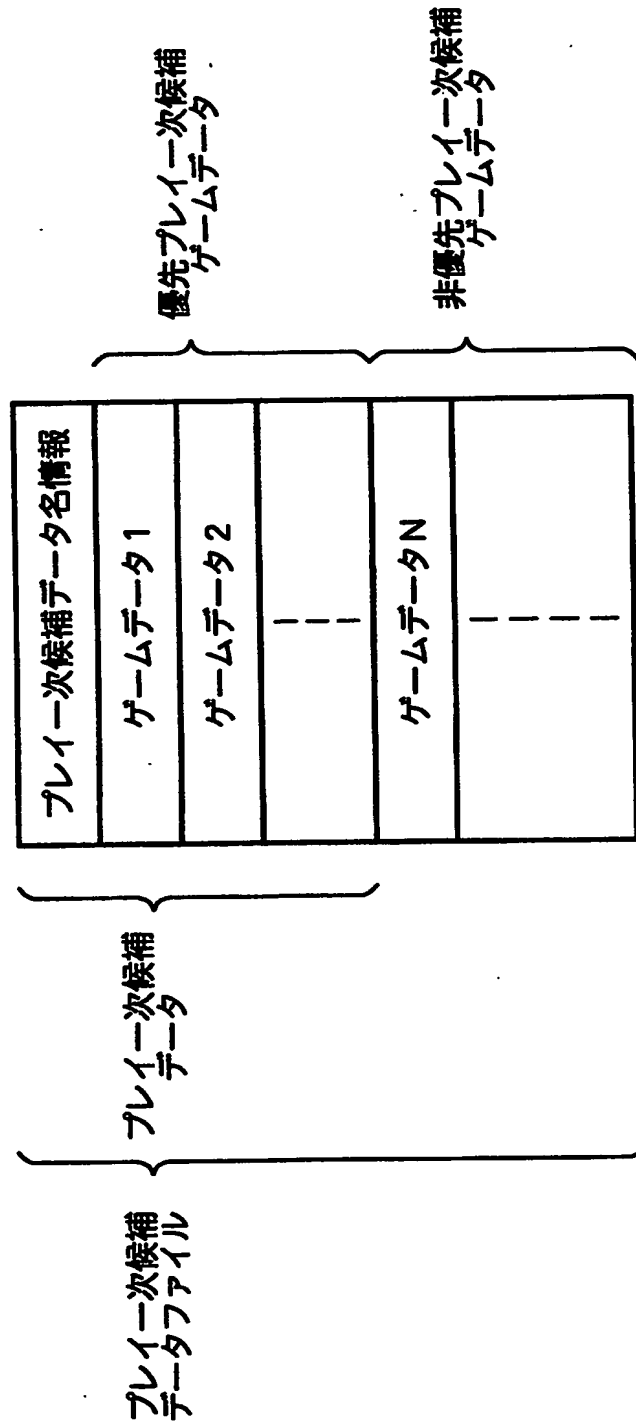 プレイ一次候補
データファイル
プレイ一次候補
データ
プレイ一次候補データ名情報
ゲームデータ1
ゲームデータ2
ゲームデータN
優先プレイ一次候補
ゲームデータ
非優先プレイ一次候補
ゲームデータ